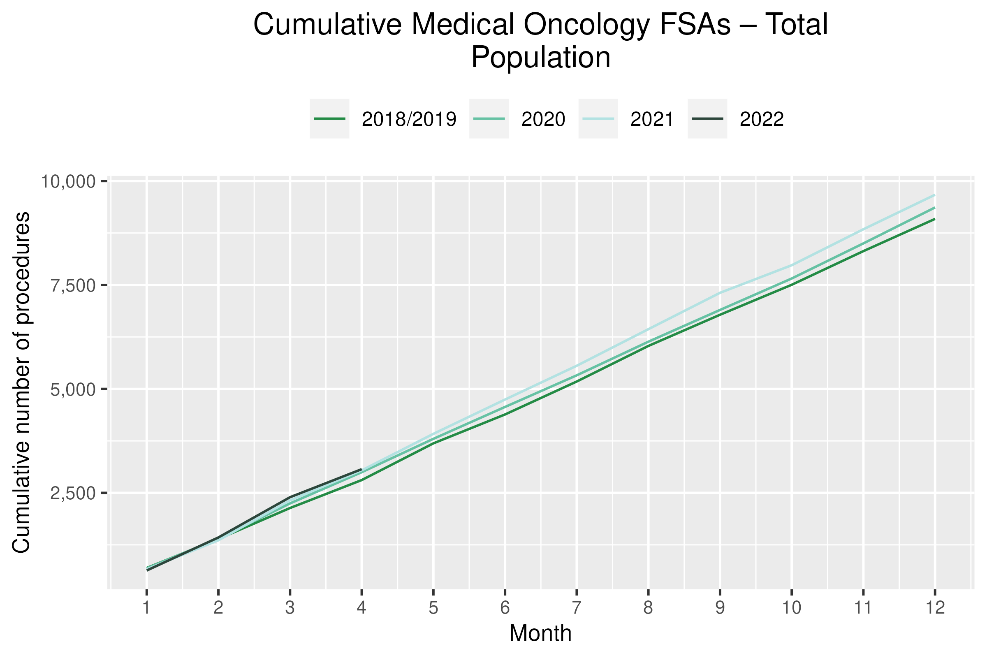 Cumulative Medical Oncology FSAs – Total
Population
2018/2019 2020 2021 2022
Cumulative number of procedures
10,000
7,500
5,000
2,500
1 2 3 4 5 6 7 8 9 10 11 12
Month